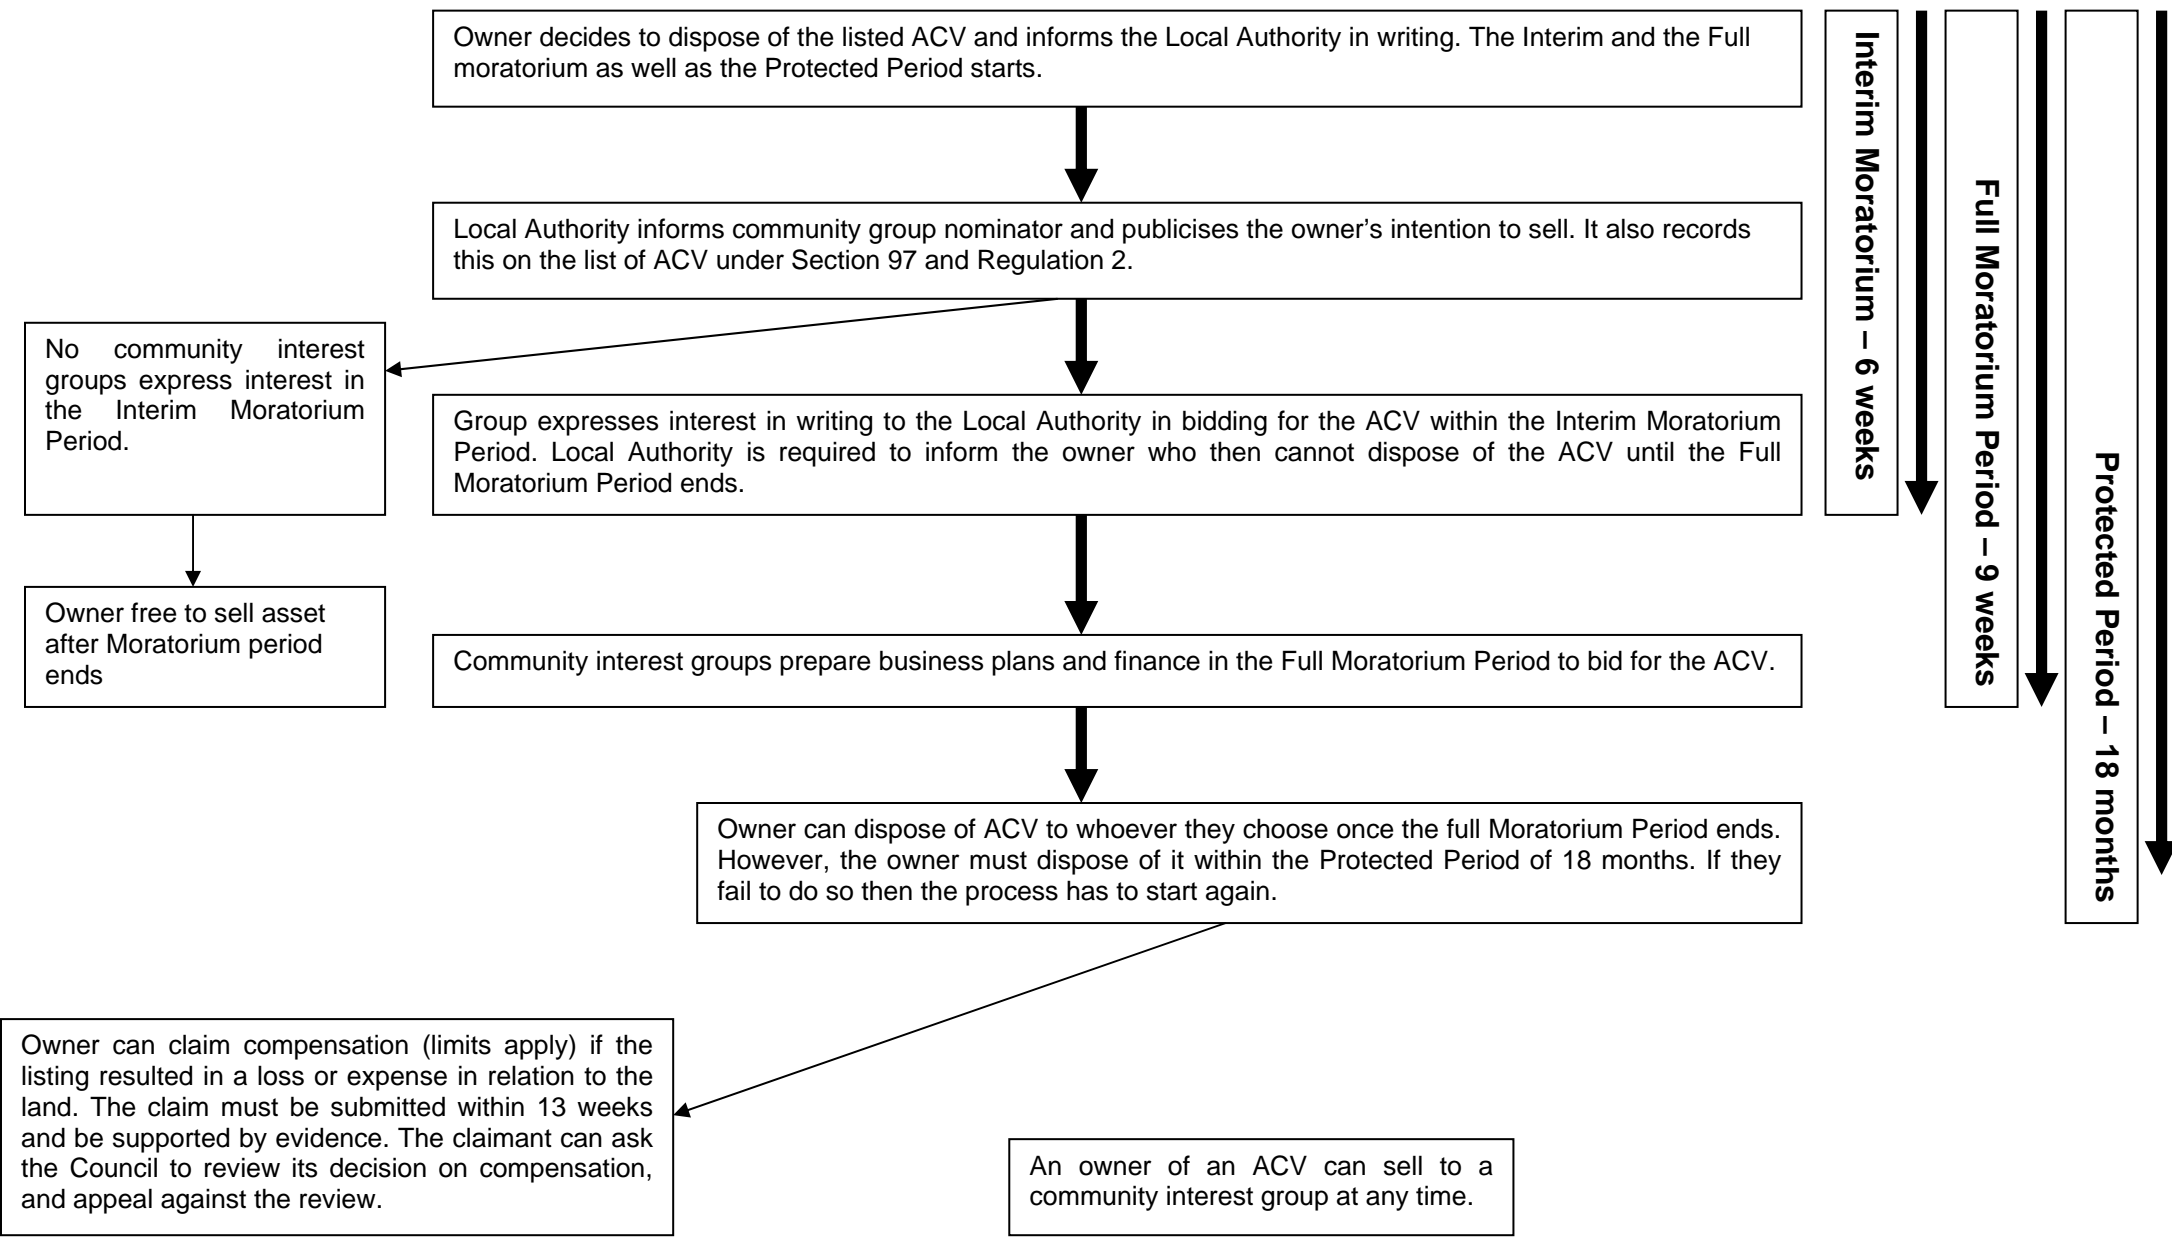 Owner decides to dispose of the listed ACV and informs the Local Authority in writing. The Interim and the Full
moratorium as well as the Protected Period starts.
Local Authority informs community group nominator and publicises the owner’s intention to sell. It also records
this on the list of ACV under Section 97 and Regulation 2.
No community interest
groups express interest in
the Interim Moratorium
Period.
Group expresses interest in writing to the Local Authority in bidding for the ACV within the Interim Moratorium
Period. Local Authority is required to inform the owner who then cannot dispose of the ACV until the Full
Moratorium Period ends.
Owner free to sell asset
after Moratorium period
ends
Community interest groups prepare business plans and finance in the Full Moratorium Period to bid for the ACV.
Owner can dispose of ACV to whoever they choose once the full Moratorium Period ends.
However, the owner must dispose of it within the Protected Period of 18 months. If they
fail to do so then the process has to start again.
Owner can claim compensation (limits apply) if the
listing resulted in a loss or expense in relation to the
land. The claim must be submitted within 13 weeks
and be supported by evidence. The claimant can ask
the Council to review its decision on compensation,
and appeal against the review.
An owner of an ACV can sell to a
community interest group at any time.
Interim Moratorium – 6 weeks
Full Moratorium Period – 9 weeks
Protected Period – 18 months